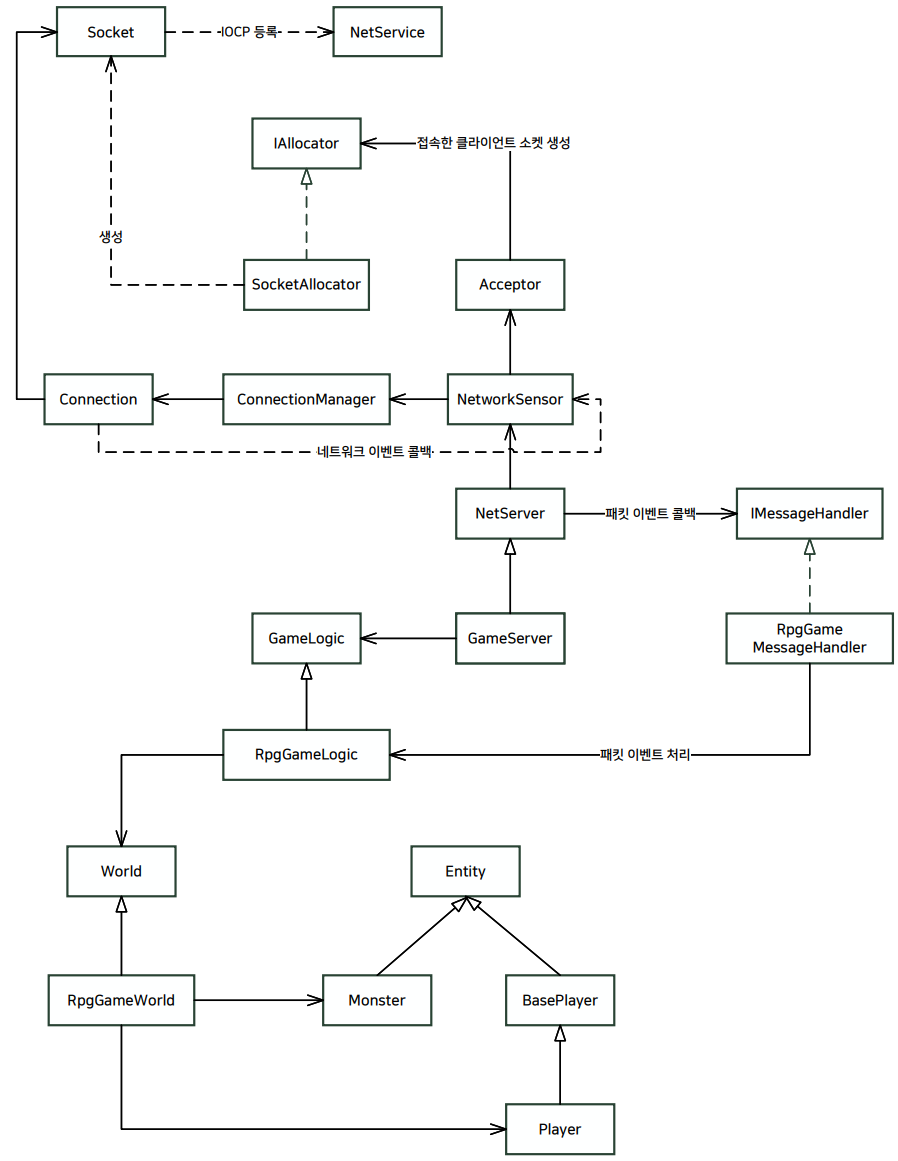 Socket
IOCP 등록
NetService
IAllocator
접속한 클라이언트 소켓 생성
생성
SocketAllocator
Acceptor
Connection
ConnectionManager
NetworkSensor
네트워크 이벤트 콜백
NetServer
패킷 이벤트 콜백
IMessageHandler
GameLogic
GameServer
RpgGame
MessageHandler
RpgGameLogic
패킷 이벤트 처리
World
Entity
RpgGameWorld
Monster
BasePlayer
Player